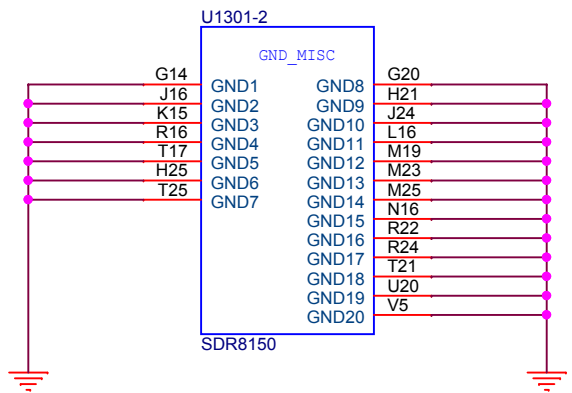 U1301-2
GND_MISC
G14 GND1 GND8 G20
J16 GND2 GND9 H21
K15 GND3 GND10 J24
R16 GND4 GND11 L16
T17 GND5 GND12 M19
H25 GND6 GND13 M23
T25 GND7 GND14 M25
GND15 N16
GND16 R22
GND17 R24
GND18 T21
GND19 U20
GND20 V5
SDR8150